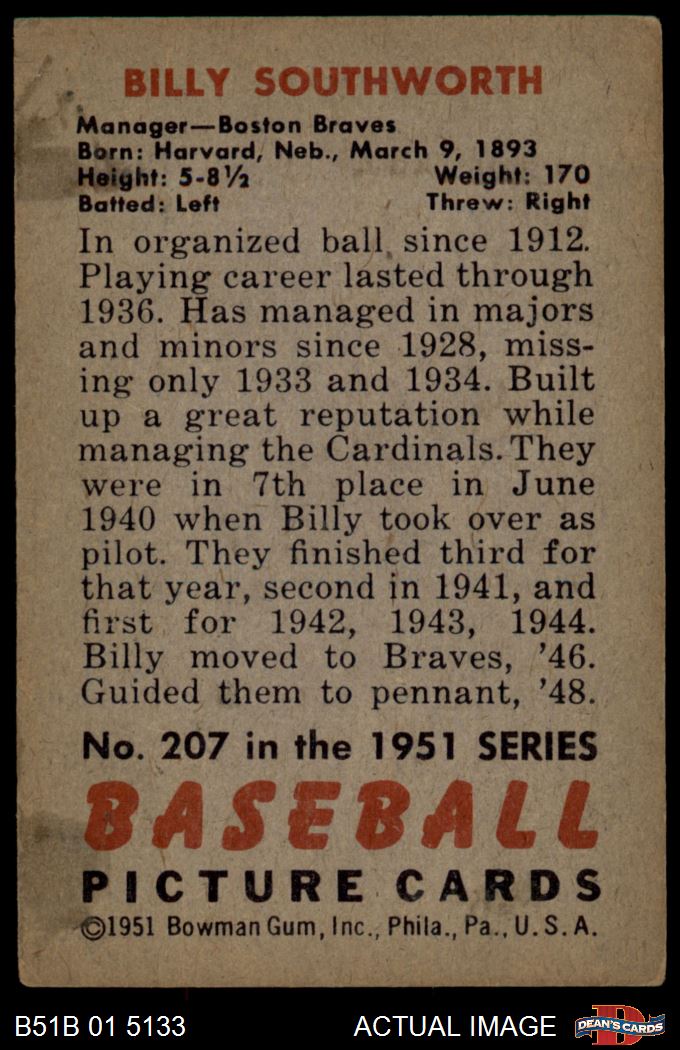 BILLY SOUTHWORTH
Manager—Boston Braves
Born: Harvard, Neb., March 9, 1893
Height: 5-8½ Weight: 170
Batted: Left Threw: Right
In organized ball since 1912.
Playing career lasted through
1936. Has managed in majors
and minors since 1928, miss-
ing only 1933 and 1934. Built
up a great reputation while
managing the Cardinals. They
were in 7th place in June
1940 when Billy took over as
pilot. They finished third for
that year, second in 1941, and
first for 1942, 1943, 1944.
Billy moved to Braves, '46.
Guided them to pennant, '48.
No. 207 in the 1951 SERIES
BASEBALL
PICTURE CARDS
©1951 Bowman Gum, Inc., Phila., Pa., U.S.A.
B51B 01 5133 ACTUAL IMAGE D DEAN'S CARDS